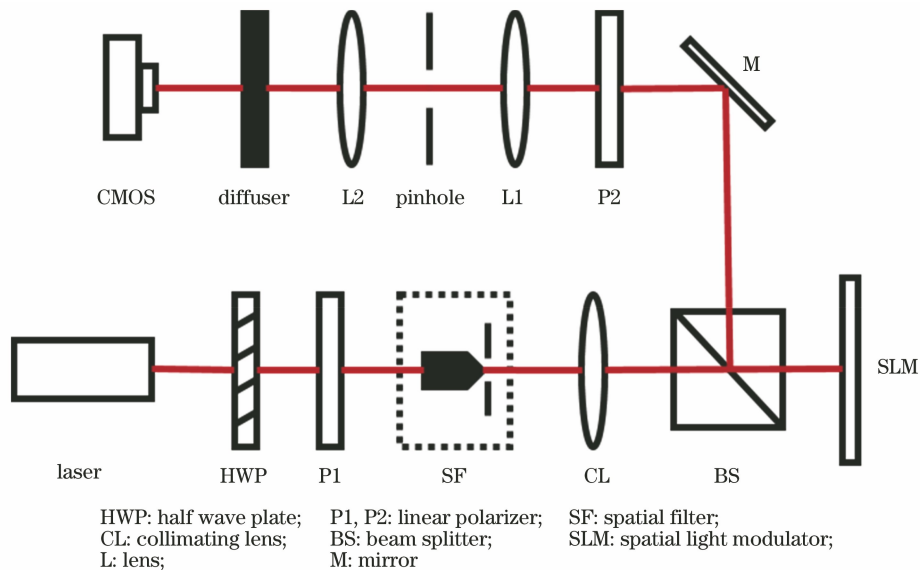 M
CMOS diffuser L2 pinhole L1 P2
SLM
laser HWP P1 SF CL BS
HWP: half wave plate; P1, P2: linear polarizer; SF: spatial filter;
CL: collimating lens; BS: beam splitter; SLM: spatial light modulator;
L: lens; M: mirror